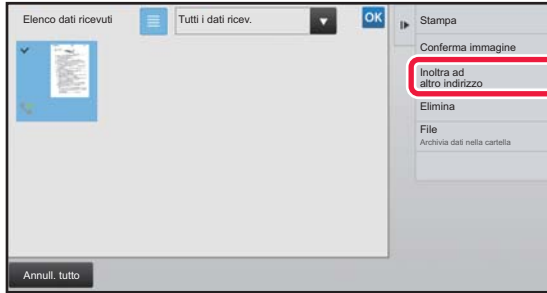 Elenco dati ricevuti
Tutti i dati ricev.
OK
Stampa
Conferma immagine
Inoltra ad
altro indirizzo
Elimina
File
Archivia dati nella cartella
Annull. tutto